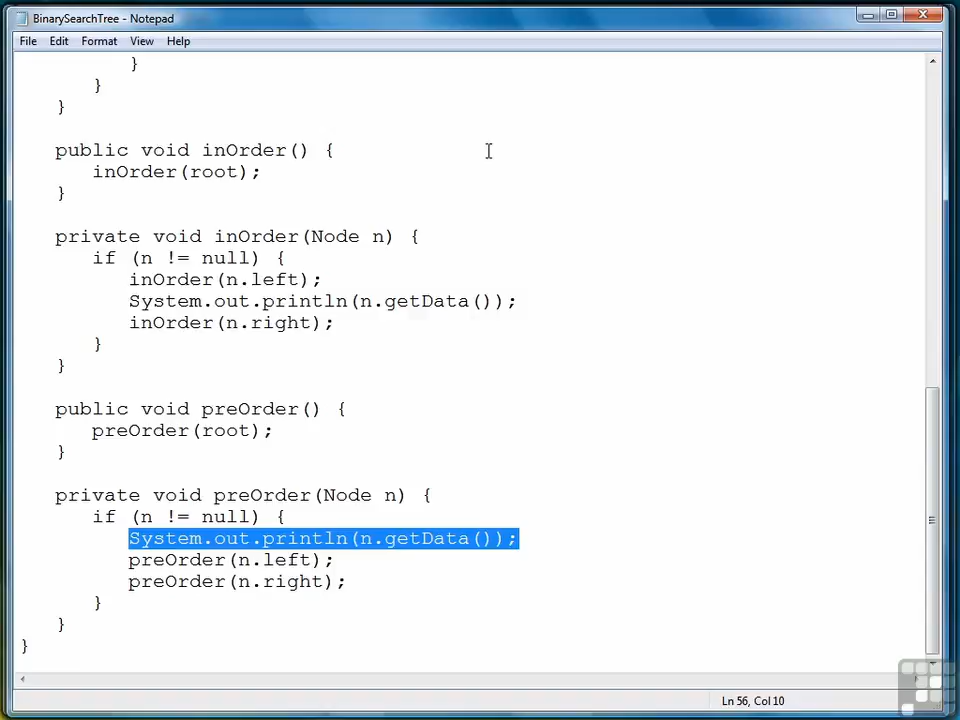 BinarySearchTree - Notepad
File Edit Format View Help
}
}
}
public void inOrder() {
inOrder(root);
}
private void inOrder(Node n) {
if (n != null) {
inOrder(n.left);
System.out.println(n.getData());
inOrder(n.right);
}
}
public void preOrder() {
preOrder(root);
}
private void preOrder(Node n) {
if (n != null) {
System.out.println(n.getData());
preOrder(n.left);
preOrder(n.right);
}
}
}
Ln 56, Col 10